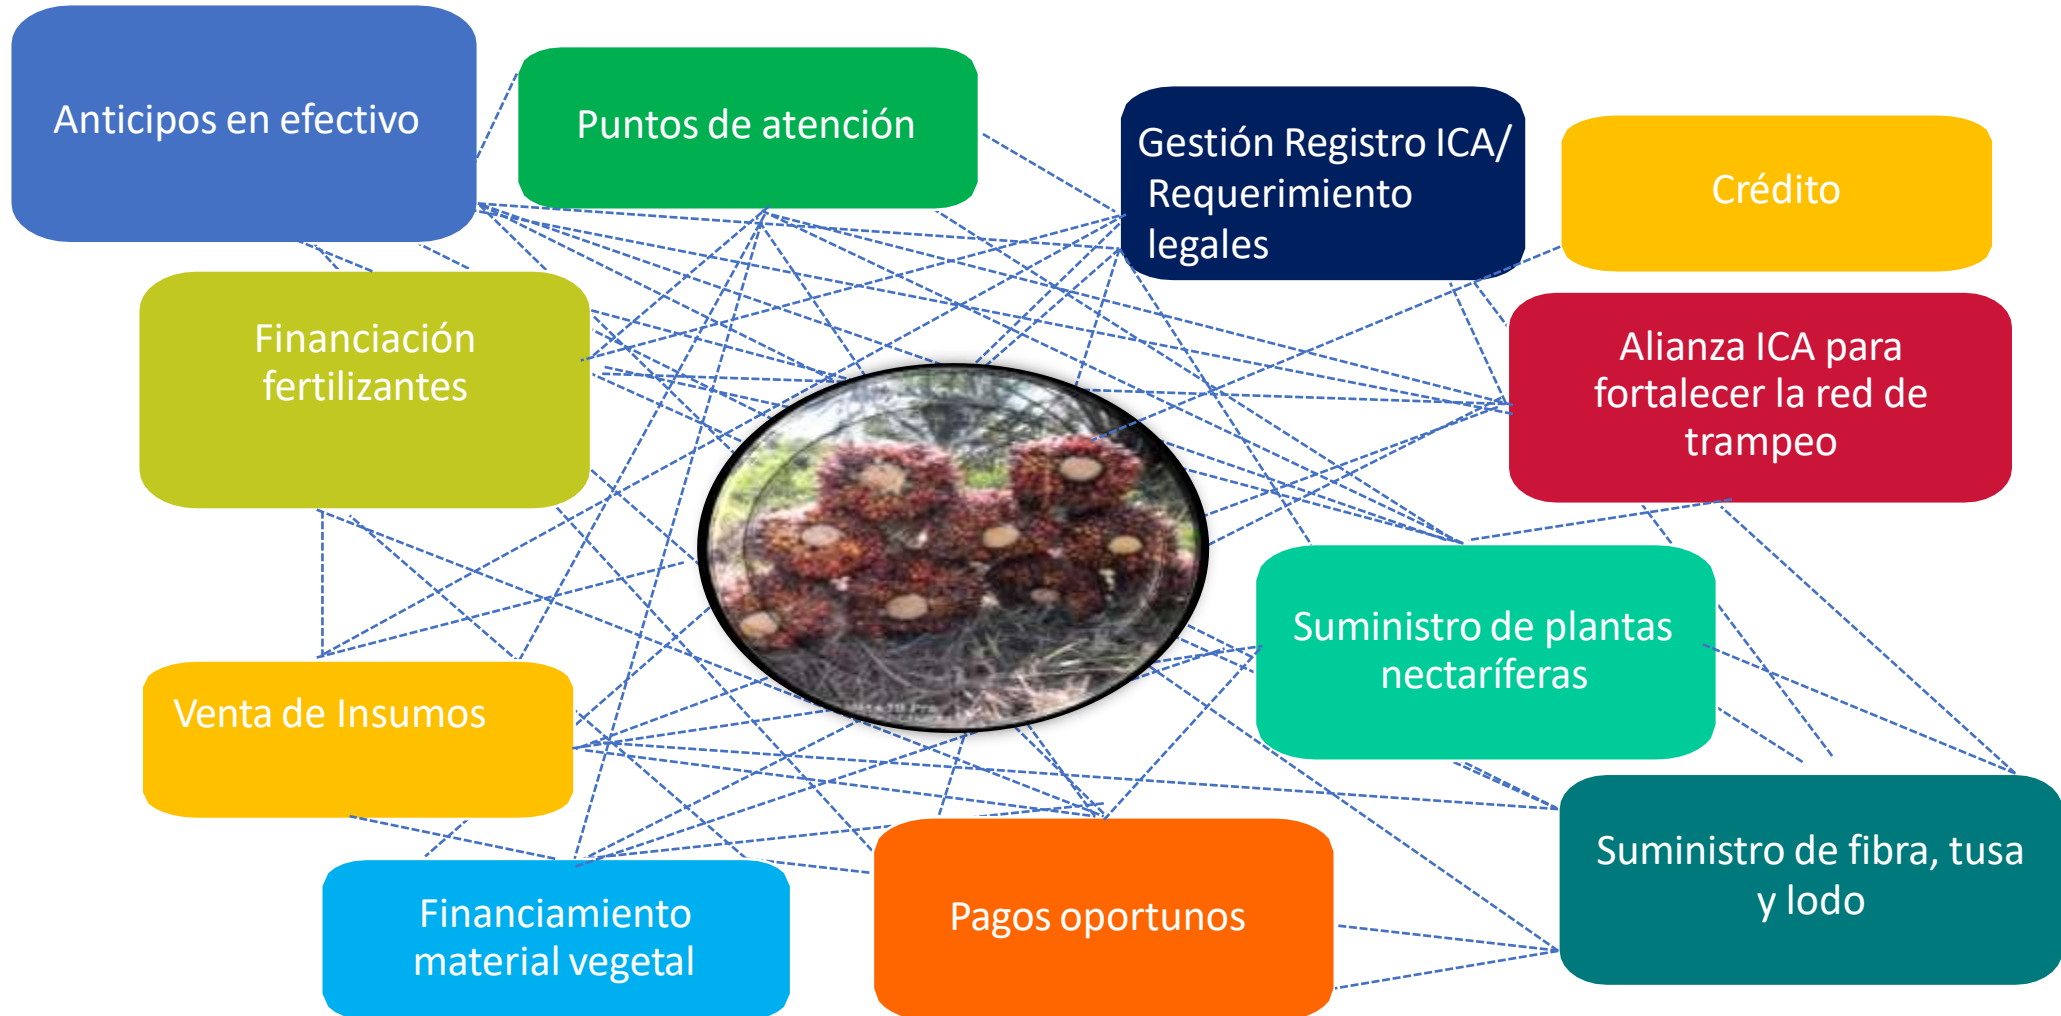 Anticipos en efectivo
Puntos de atención
Gestión Registro ICA/
Requerimiento
legales
Crédito
Financiación
fertilizantes
Alianza ICA para
fortalecer la red de
trampeo
Suministro de plantas
nectaríferas
Venta de Insumos
Financiamiento
material vegetal
Pagos oportunos
Suministro de fibra, tusa
y lodo